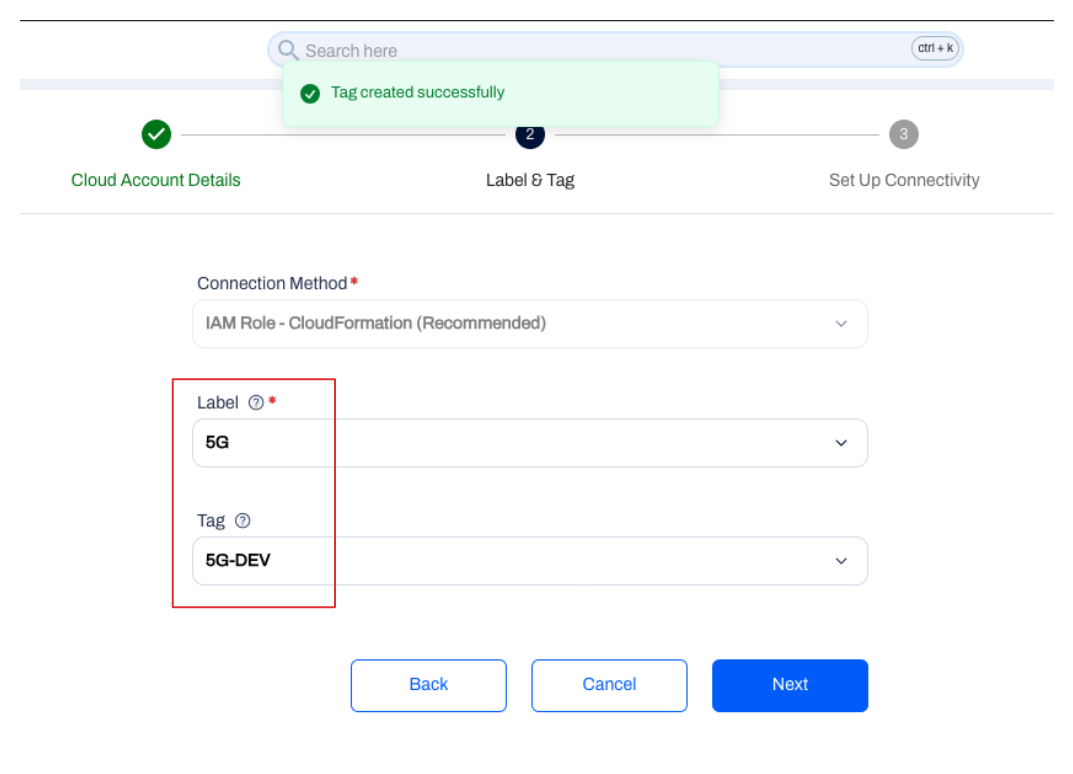 Search here
ctrl + k
Tag created successfully
2
3
Cloud Account Details
Label & Tag
Set Up Connectivity
Connection Method *
IAM Role - CloudFormation (Recommended)
Label ? *
5G
Tag ?
5G-DEV
Back
Cancel
Next